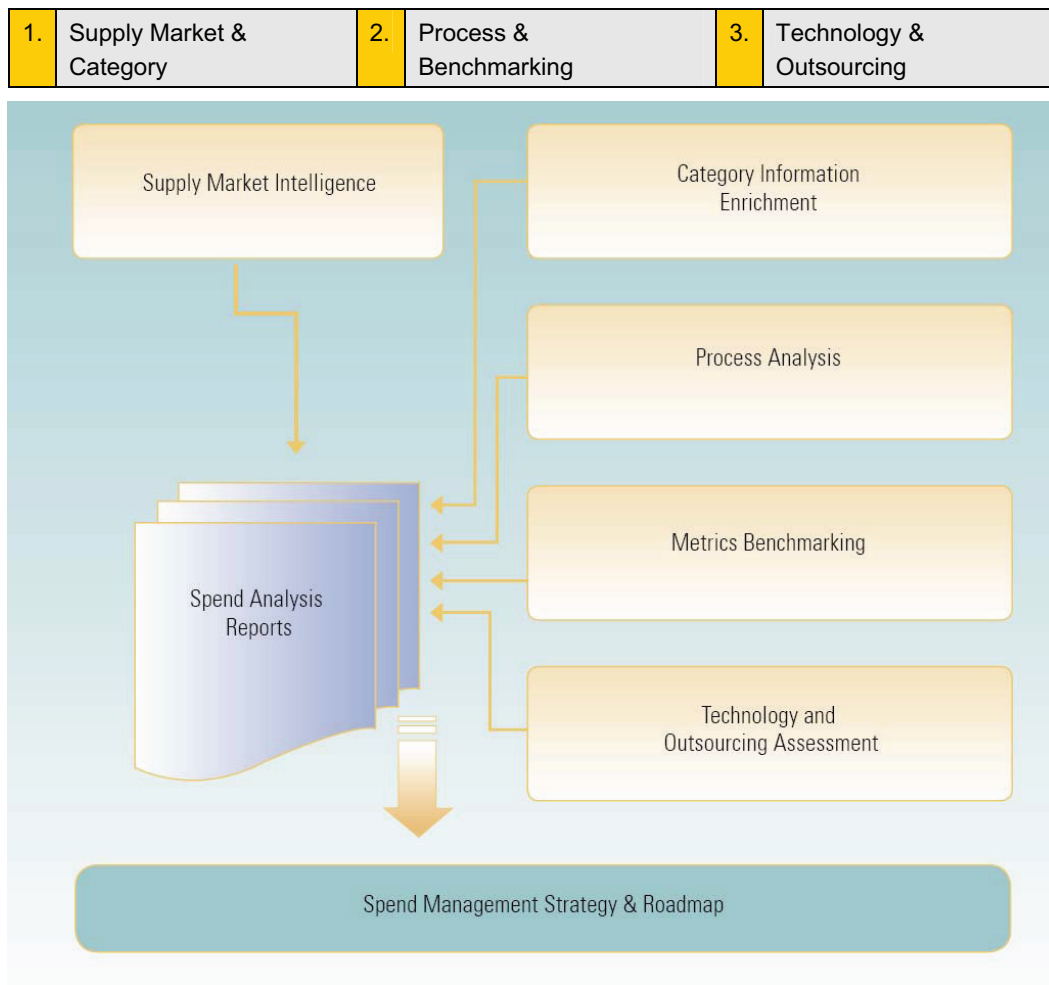 1. Supply Market &
Category
2. Process &
Benchmarking
3. Technology &
Outsourcing
Supply Market Intelligence
Category Information
Enrichment
Process Analysis
Metrics Benchmarking
Spend Analysis
Reports
Technology and
Outsourcing Assessment
Spend Management Strategy & Roadmap